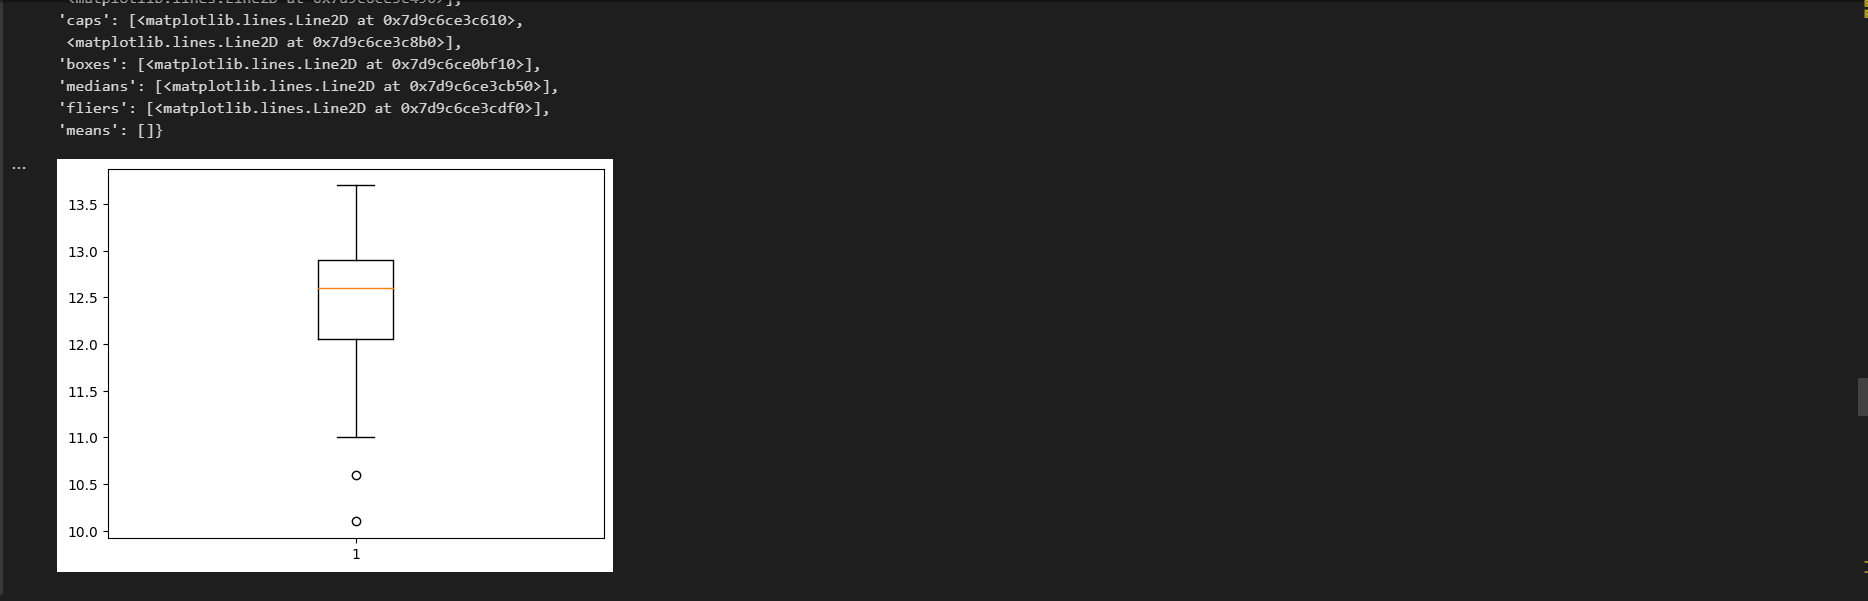 'caps': [<matplotlib.lines.Line2D at 0x7d9c6ce3c610>,
<matplotlib.lines.Line2D at 0x7d9c6ce3c8b0>],
'boxes': [<matplotlib.lines.Line2D at 0x7d9c6ce0bf10>],
'medians': [<matplotlib.lines.Line2D at 0x7d9c6ce3cb50>],
'fliers': [<matplotlib.lines.Line2D at 0x7d9c6ce3cdf0>],
'means': []}
...
13.5
13.0
12.5
12.0
11.5
11.0
10.5
10.0
1